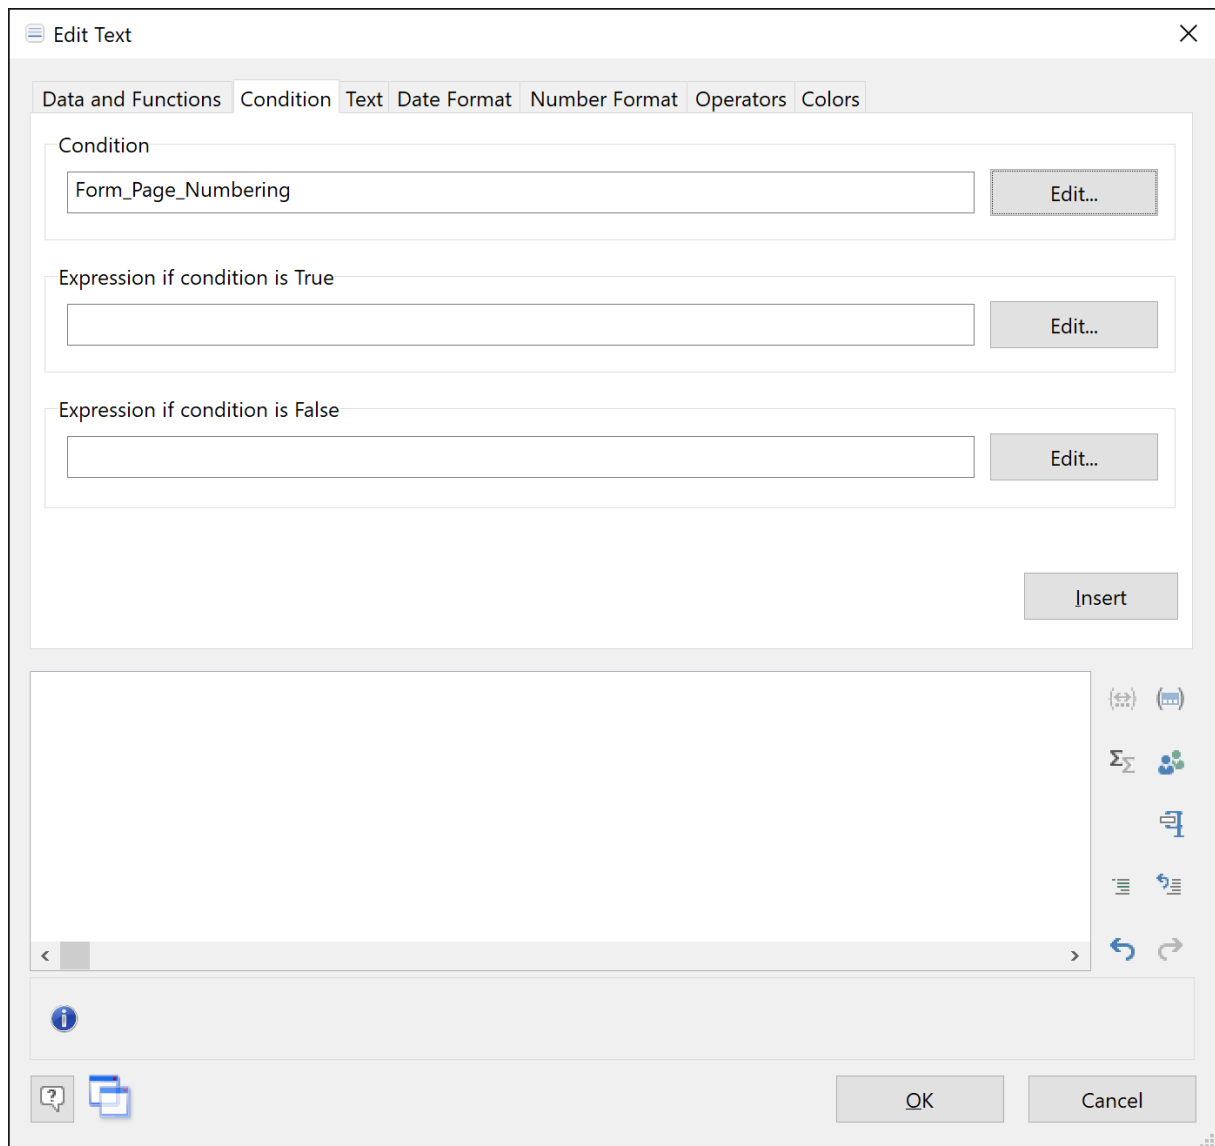 Edit Text
Data and Functions Condition Text Date Format Number Format Operators Colors
Condition
Form_Page_Numbering Edit...
Expression if condition is True
Edit...
Expression if condition is False
Edit...
Insert
OK Cancel